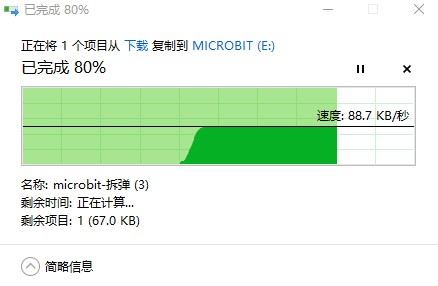 已完成 80%
正在将 1 个项目从 下载 复制到 MICROBIT (E:)
已完成 80%
速度: 88.7 KB/秒
名称: microbit-拆弹 (3)
剩余时间: 正在计算...
剩余项目: 1 (67.0 KB)
简略信息